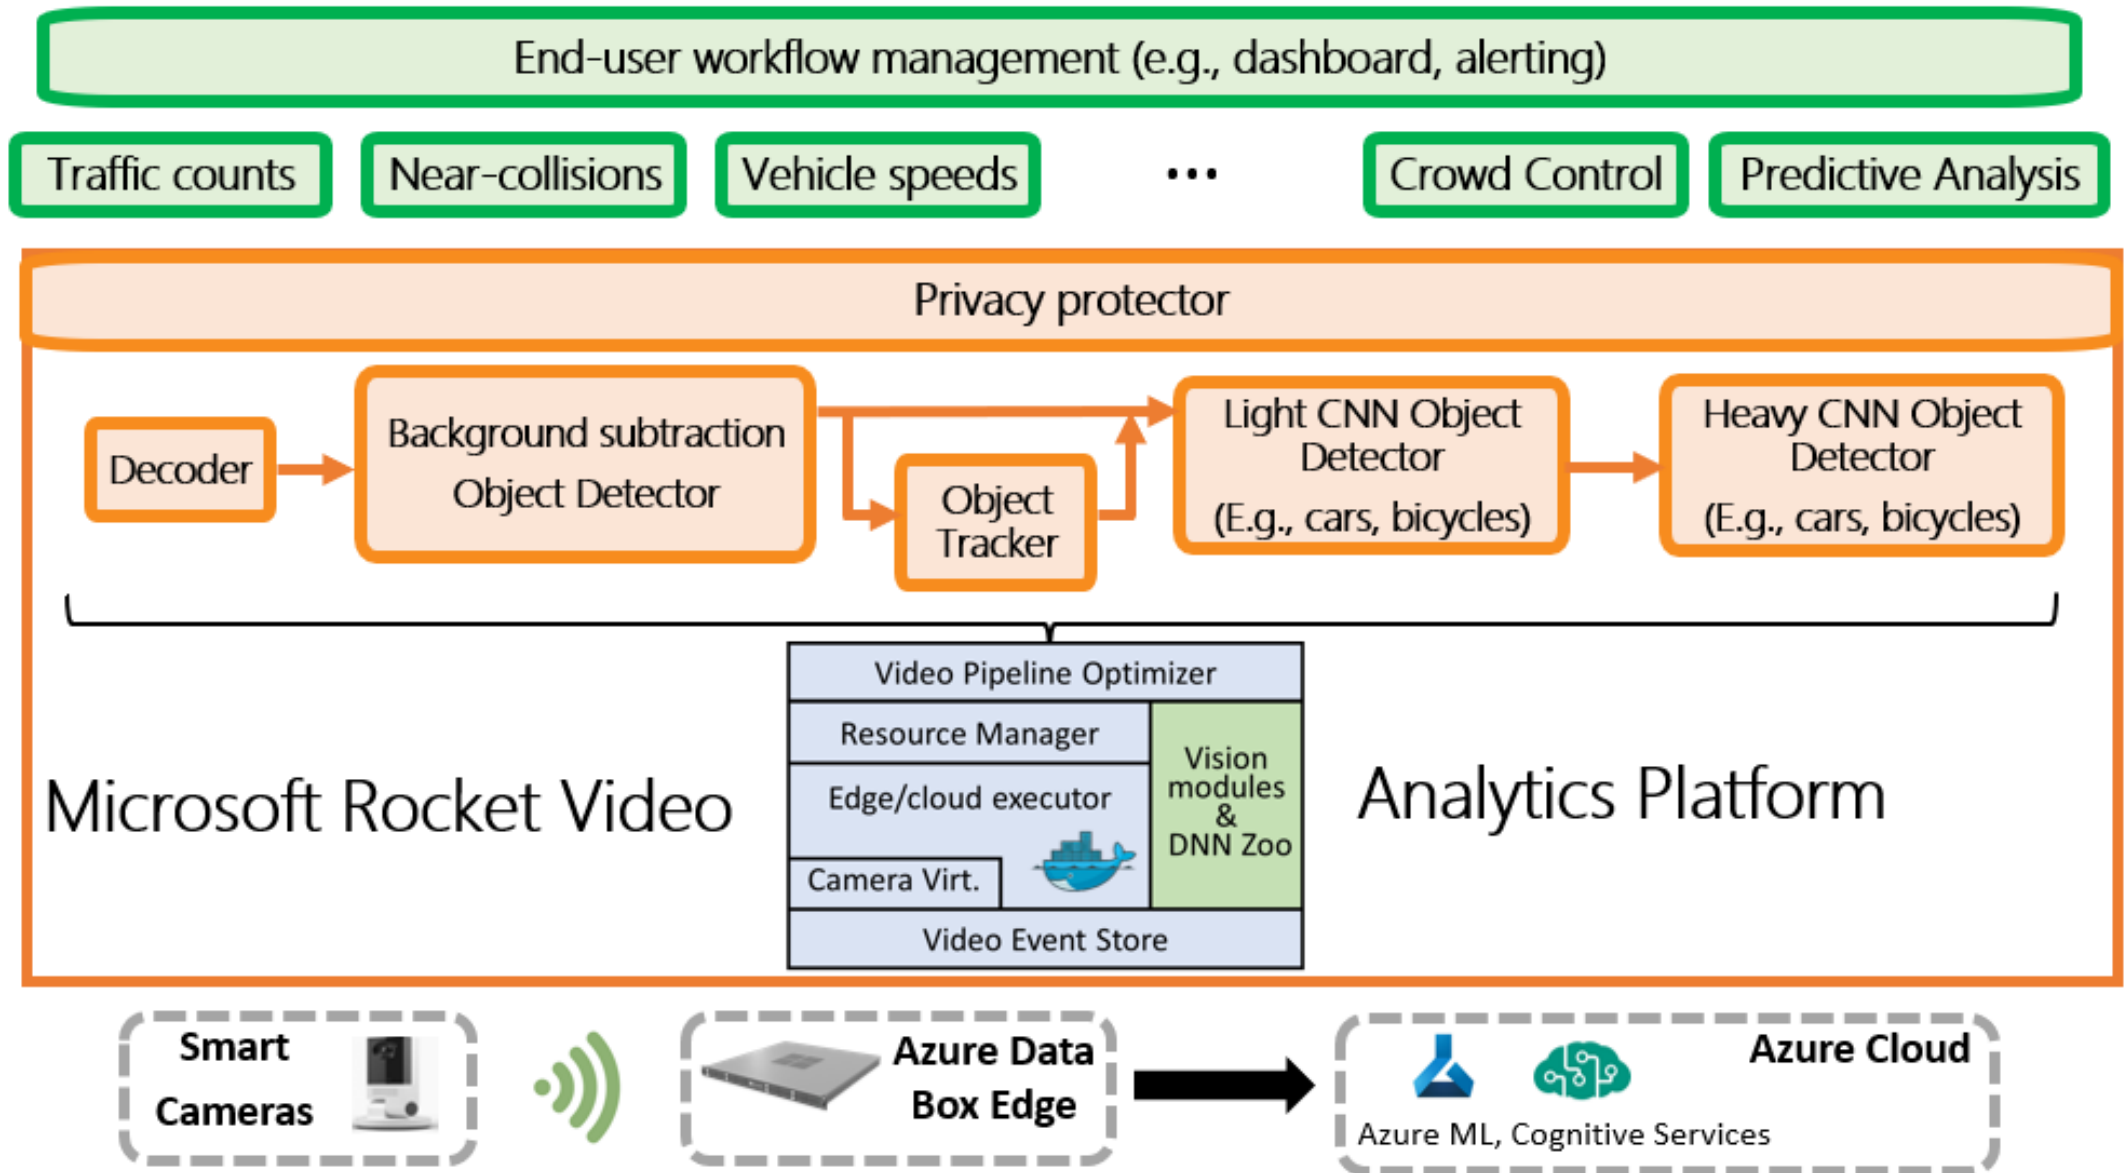 End-user workflow management (e.g., dashboard, alerting)
Traffic counts
Near-collisions
Vehicle speeds
...
Crowd Control
Predictive Analysis
Privacy protector
Decoder
Background subtraction
Object Detector
Object
Tracker
Light CNN Object
Detector
(E.g., cars, bicycles)
Heavy CNN Object
Detector
(E.g., cars, bicycles)
Microsoft Rocket Video
Video Pipeline Optimizer
Resource Manager
Edge/cloud executor
Camera Virt.
Vision
modules
&
DNN Zoo
Video Event Store
Analytics Platform
Smart
Cameras
Azure Data
Box Edge
Azure Cloud
Azure ML, Cognitive Services